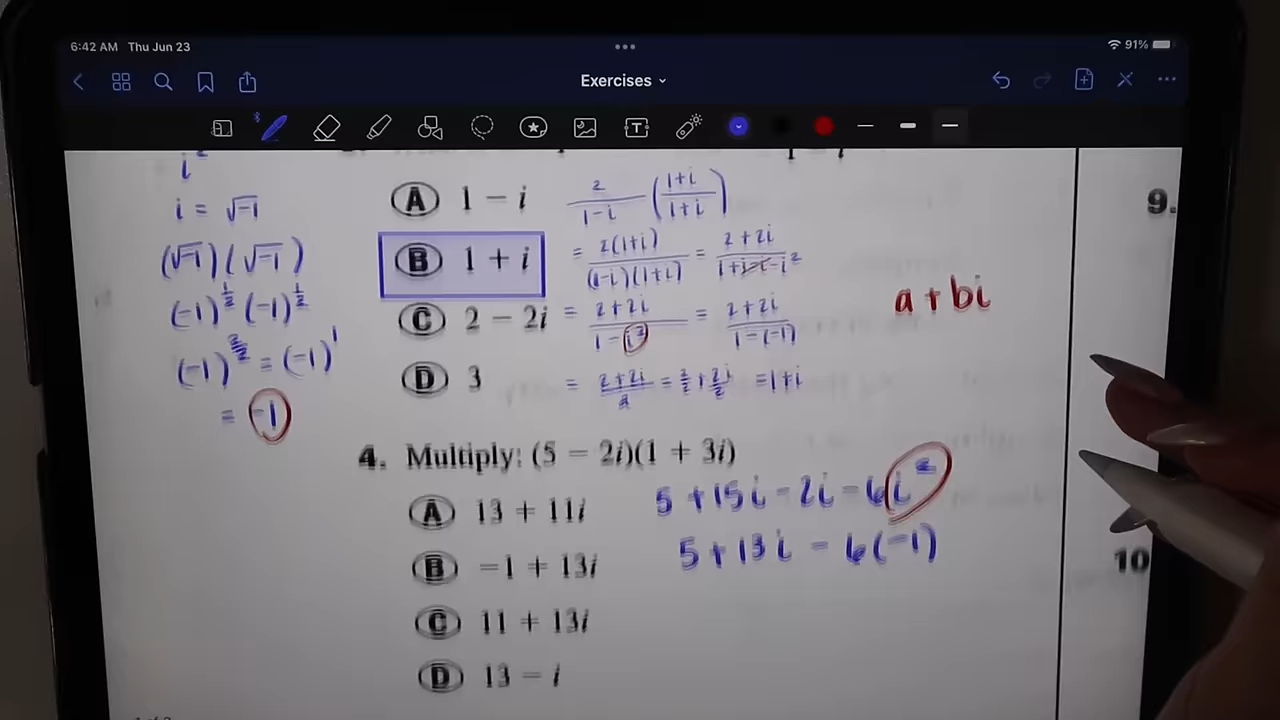 6:42 AM Thu Jun 23
91%
Exercises
i²
i = √-1
(√-1)(√-1)
(-1)^½ (-1)^½
(-1)^2/2 = (-1)¹
= -1
A 1 − i
B 1 + i
C 2 − 2i
D 3
2/(1-i) ((1+i)/(1+i))
= 2(1+i)/((1-i)(1+i)) = (2+2i)/(1+i-i-i²)
= (2+2i)/(1-i²) = (2+2i)/(1-(-1))
= (2+2i)/2 = 2/2 + 2i/2 = 1+i
a + bi
9.
4. Multiply: (5 − 2i)(1 + 3i)
A 13 + 11i
B −1 + 13i
C 11 + 13i
D 13 − i
5 + 15i - 2i - 6i²
5 + 13i - 6(-1)
10